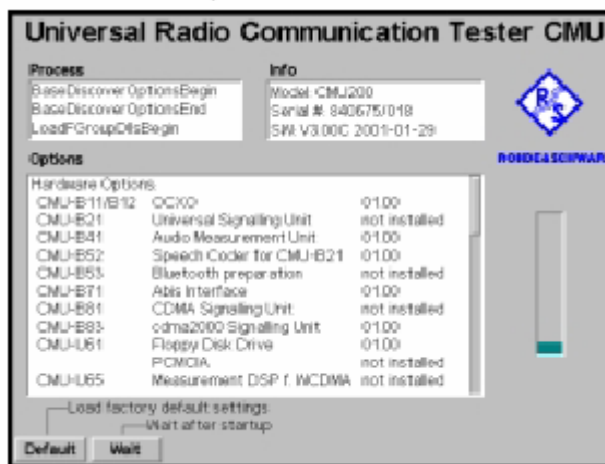 Universal Radio Communication Tester CMU
Process
BaseDiscoverOptionsBegin
BaseDiscoverOptionsEnd
LoadFGroupDllsBegin
Info
Model: CMU200
Serial #: 840675/018
S/W: V3.00C 2001-01-29
R&S
ROHDE&SCHWAR
Options
Hardware Options
CMU-B11/B12 OCXO 01.00
CMU-B21 Universal Signalling Unit not installed
CMU-B41 Audio Measurement Unit 01.00
CMU-B52 Speech Coder for CMU-B21 01.00
CMU-B53 Bluetooth preparation not installed
CMU-B71 Abis Interface 01.00
CMU-B81 CDMA Signalling Unit not installed
CMU-B83 cdma2000 Signalling Unit 01.00
CMU-U61 Floppy Disk Drive 01.00
PCMCIA not installed
CMU-U65 Measurement DSP f. WCDMA not installed
Load factory default settings
Wait after startup
Default Wait